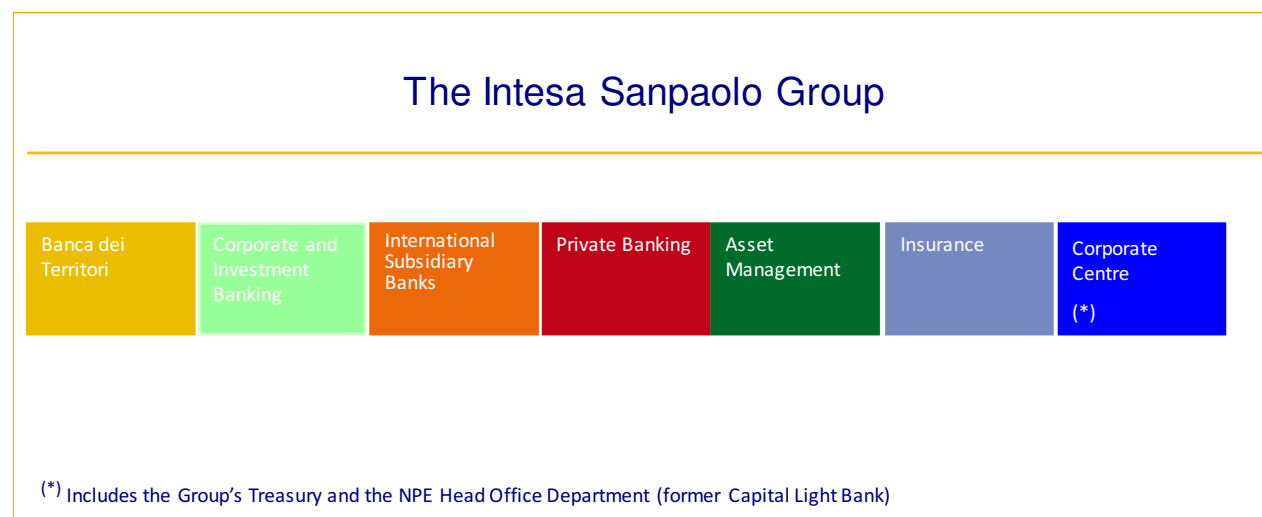 The Intesa Sanpaolo Group
Banca dei
Territori
Corporate and
Investment
Banking
International
Subsidiary
Banks
Private Banking
Asset
Management
Insurance
Corporate
Centre
(*)
(*) Includes the Group’s Treasury and the NPE Head Office Department (former Capital Light Bank)